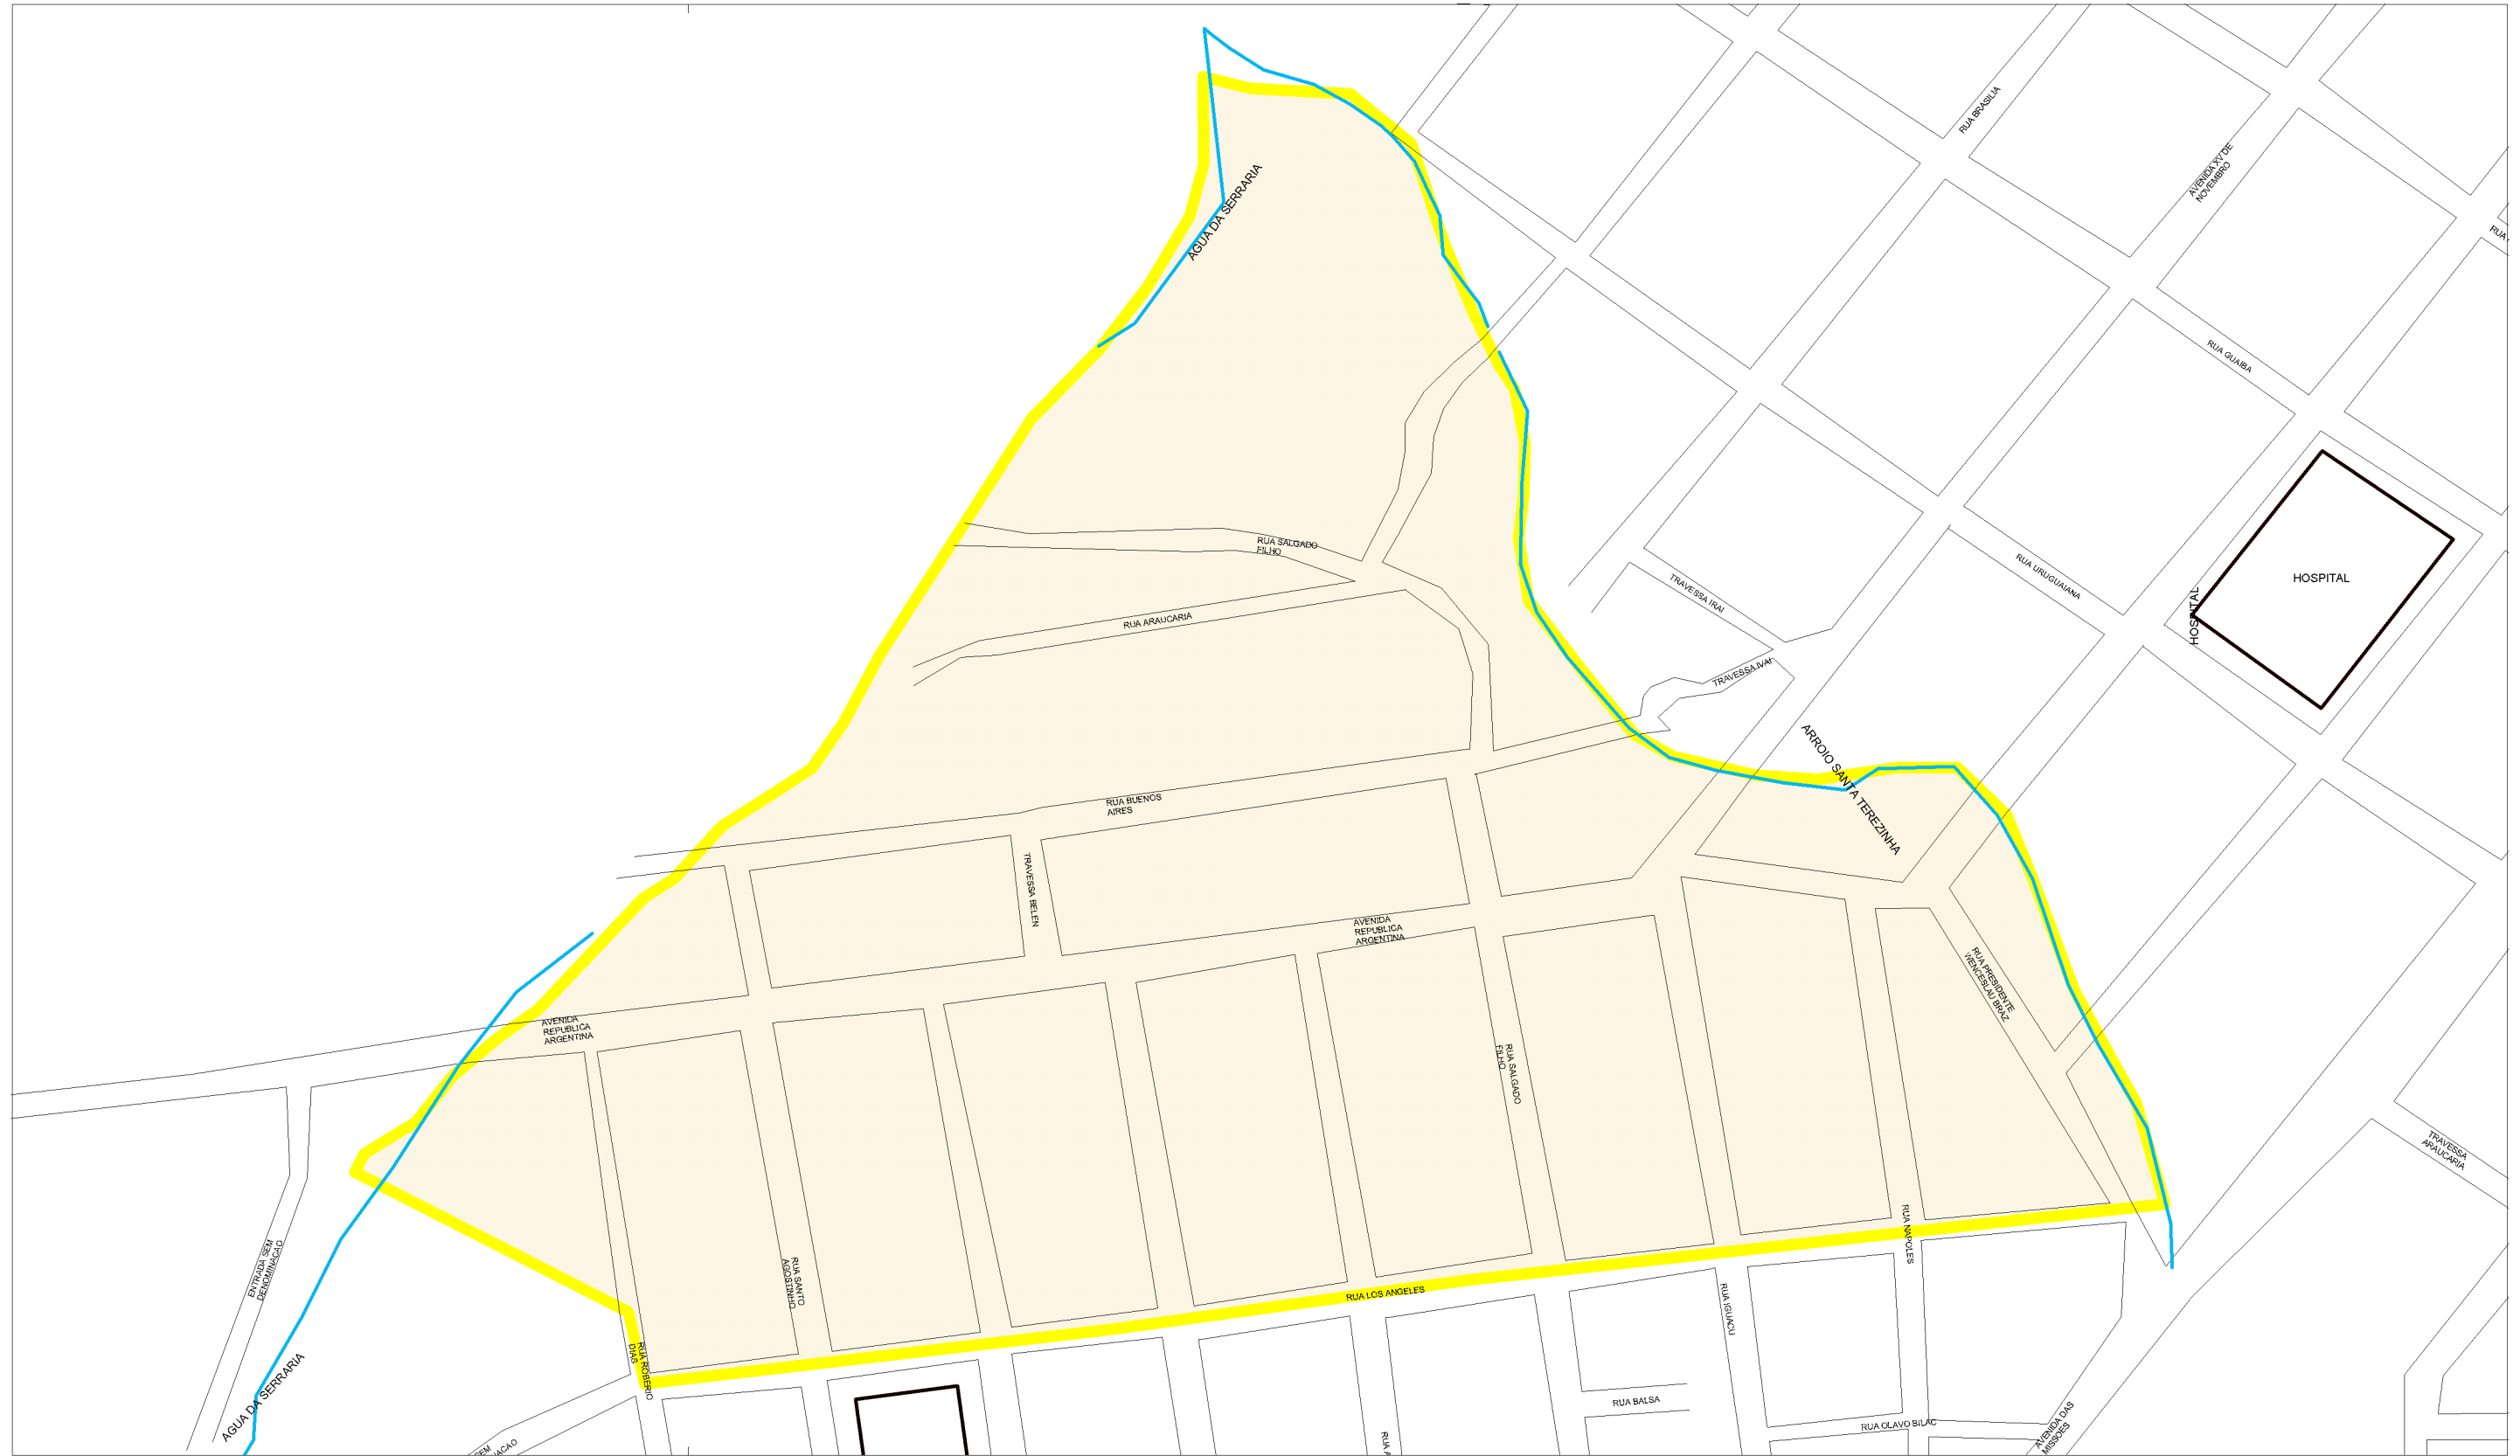 RUA BRASILIA
AVENIDA XV DE
NOVEMBRO
AGUA DA SERRARIA
RUA
RUA GUAIBA
RUA SALGADO
FILHO
RUA URUGUAIANA
HOSPITAL
HOSPITAL
TRAVESSA IRAI
RUA ARAUCARIA
TRAVESSA IVAI
ARROIO SANTA TEREZINHA
RUA BUENOS
AIRES
TRAVESSA BELEN
AVENIDA
REPUBLICA
ARGENTINA
RUA PRESIDENTE
WENCESLAU BRAZ
AVENIDA
REPUBLICA
ARGENTINA
RUA SALGADO
FILHO
TRAVESSA
ARAUCARIA
RUA NAPOLES
ENTRADA SEM
DENOMINACAO
RUA SANTO
AGOSTINHO
RUA LOS ANGELES
RUA IGUACU
RUA ROBERIO
DIAS
AGUA DA SERRARIA
RUA BALSA
RUA OLAVO BILAC
AVENIDA DAS
MISSOES
RUA